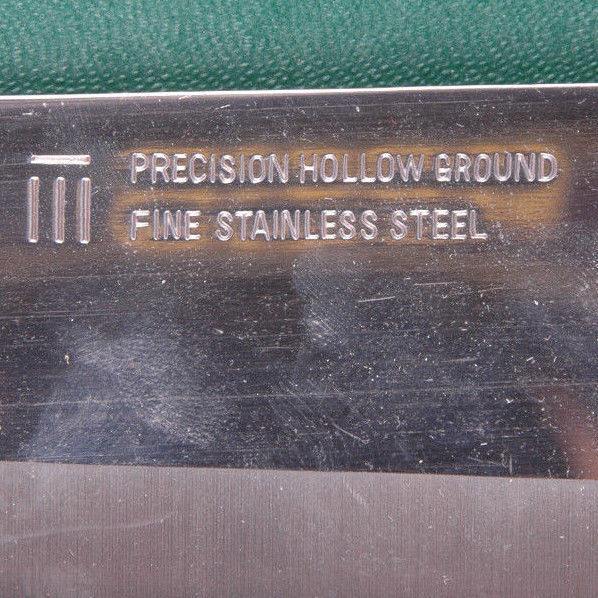 PRECISION HOLLOW GROUND
FINE STAINLESS STEEL